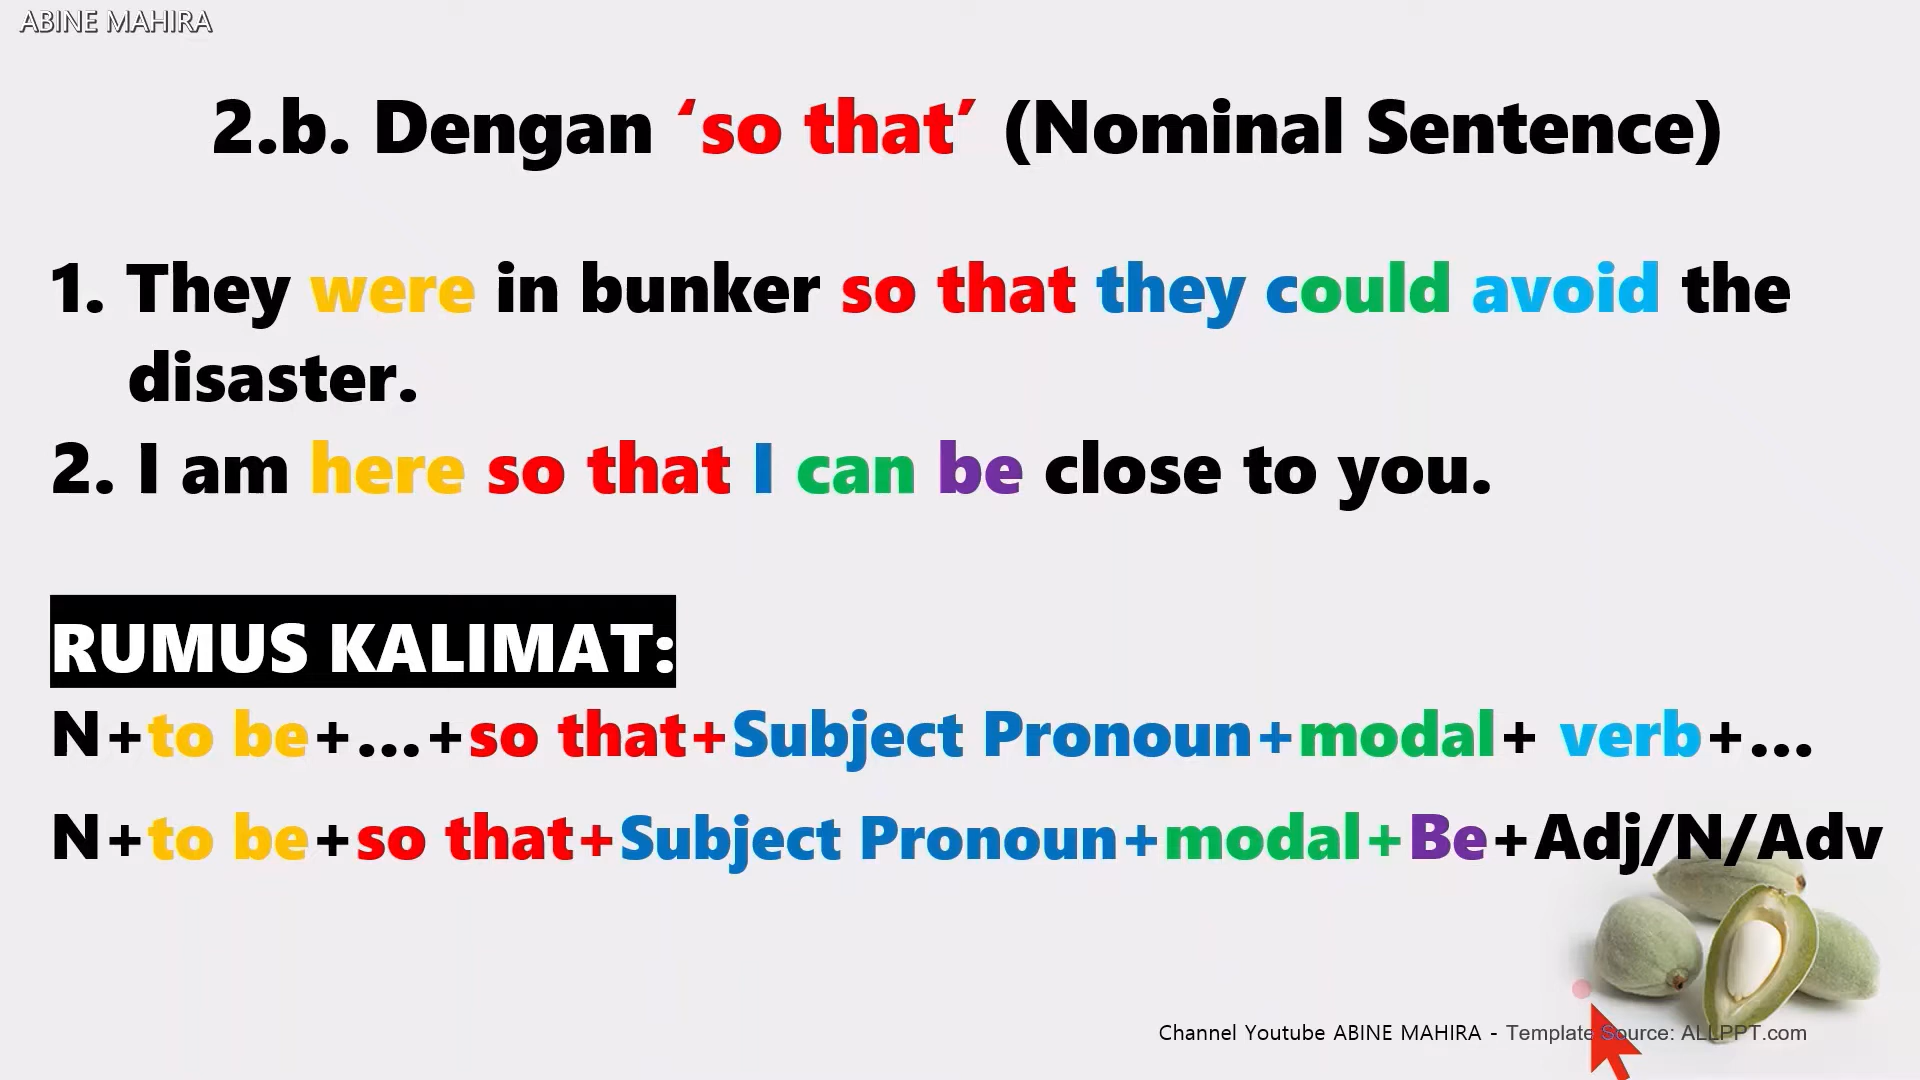 ABINE MAHIRA
2.b. Dengan ‘so that’ (Nominal Sentence)
1. They were in bunker so that they could avoid the
disaster.
2. I am here so that I can be close to you.
RUMUS KALIMAT:
N+to be+...+so that+Subject Pronoun+modal+ verb+...
N+to be+so that+Subject Pronoun+modal+Be+Adj/N/Adv
Channel Youtube ABINE MAHIRA - Template Source: ALLPPT.com